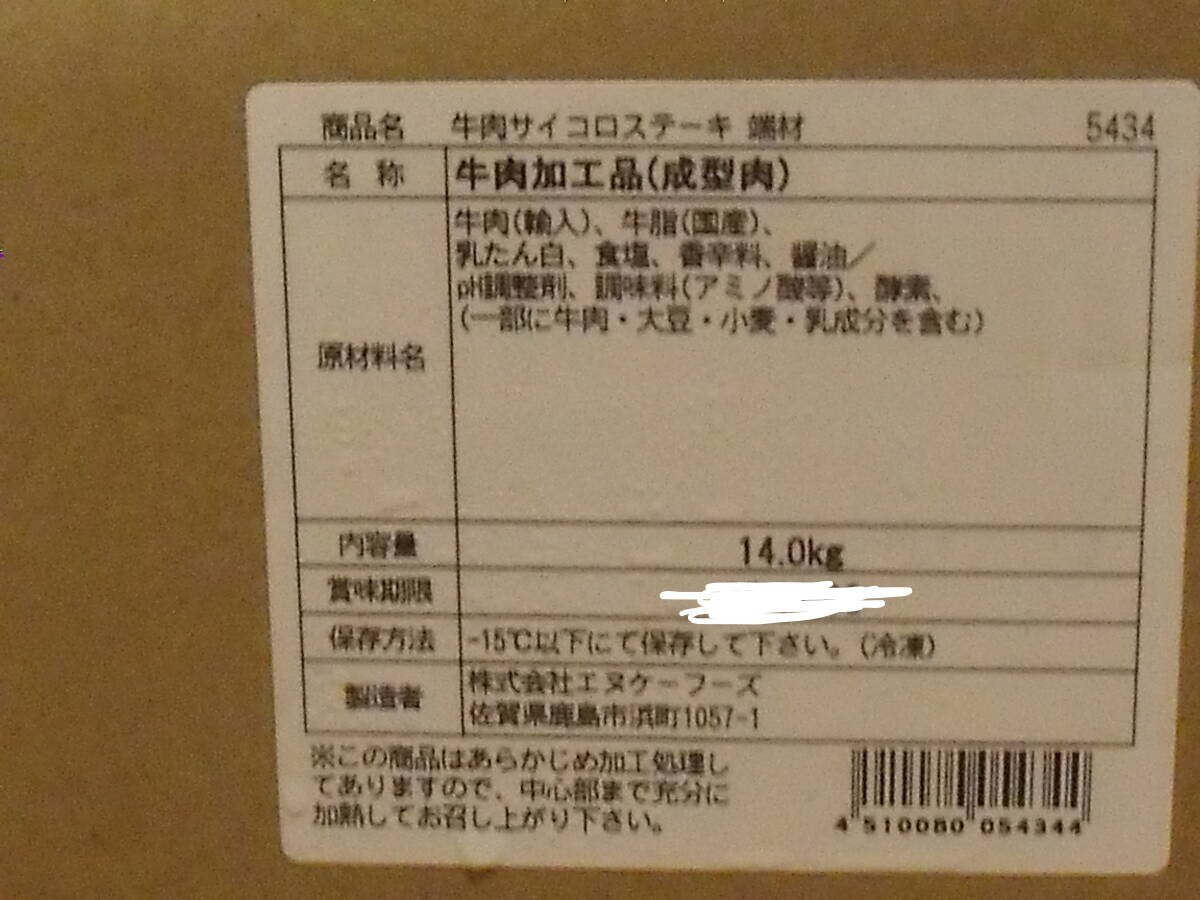 商品名 牛肉サイコロステーキ 端材 5434
名 称 牛肉加工品(成型肉)
原材料名
牛肉(輸入)、牛脂(国産)、
乳たん白、食塩、香辛料、醤油／
pH調整剤、調味料(アミノ酸等)、酵素、
(一部に牛肉・大豆・小麦・乳成分を含む)
内容量 14.0kg
賞味期限
保存方法 -15℃以下にて保存して下さい。(冷凍)
製造者 株式会社エヌケーフーズ
佐賀県鹿島市浜町1057-1
※この商品はあらかじめ加工処理し
てありますので、中心部まで充分に
加熱してお召し上がり下さい。
4 510080 054344